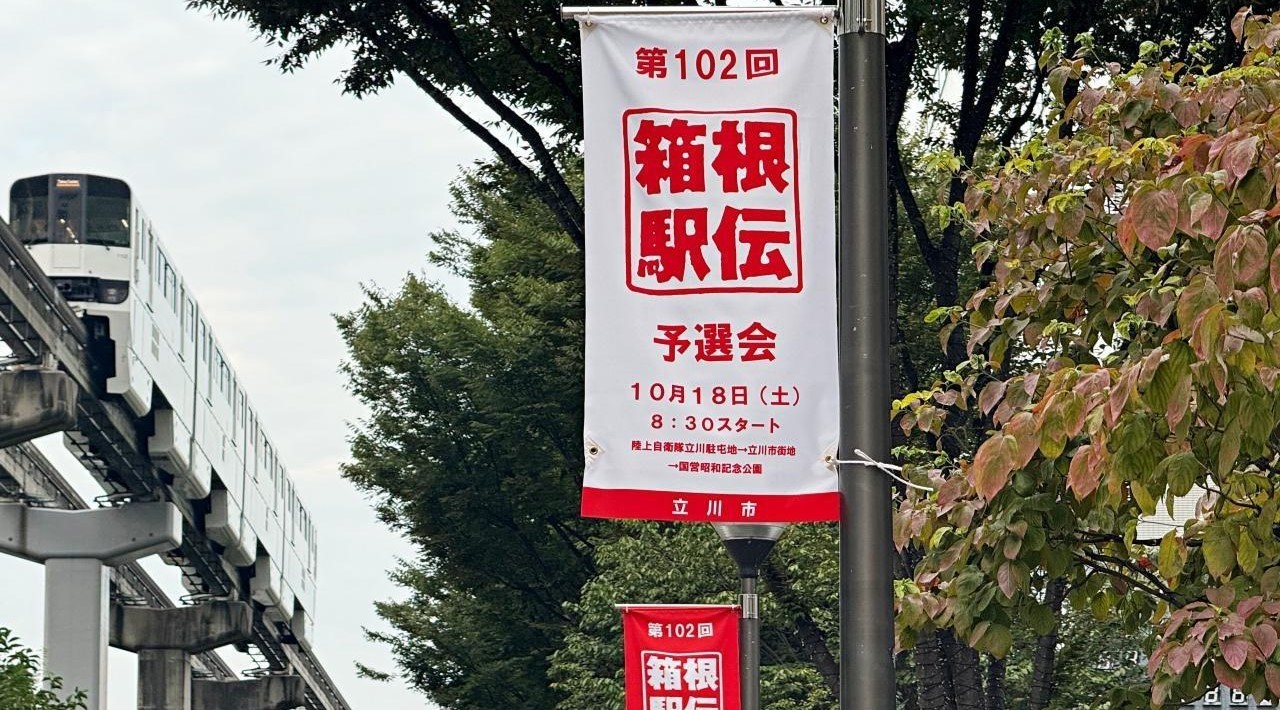 第102回
箱根
駅伝
予選会
10月18日（土）
8：30スタート
陸上自衛隊立川駐屯地→立川市街地
→国営昭和記念公園
立川市
第102回
箱根
駅伝